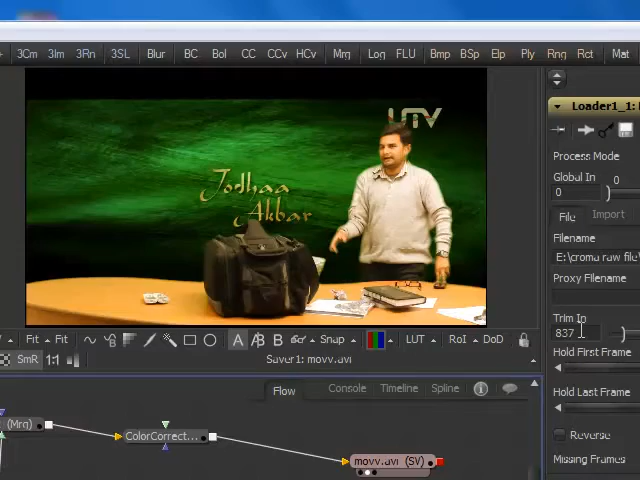 3Cm 3Im 3Rn 3SL Blur BC Bol CC CCv HCv Mrg Log FLU Bmp BSp Elp Ply Rng Rct Mat
UTV
Jodhaa
Akbar
Loader1_1:
Process Mode
Global In 0
0
File Import
Filename
E:\croma raw file\
Proxy Filename
Trim In
837
Hold First Frame
Hold Last Frame
Reverse
Missing Frames
Fit Fit A A/B B Snap LUT RoI DoD
SmR 1:1 Saver1: movv.avi
Flow Console Timeline Spline
(Mrg) ColorCorrect... movv.avi (SV)